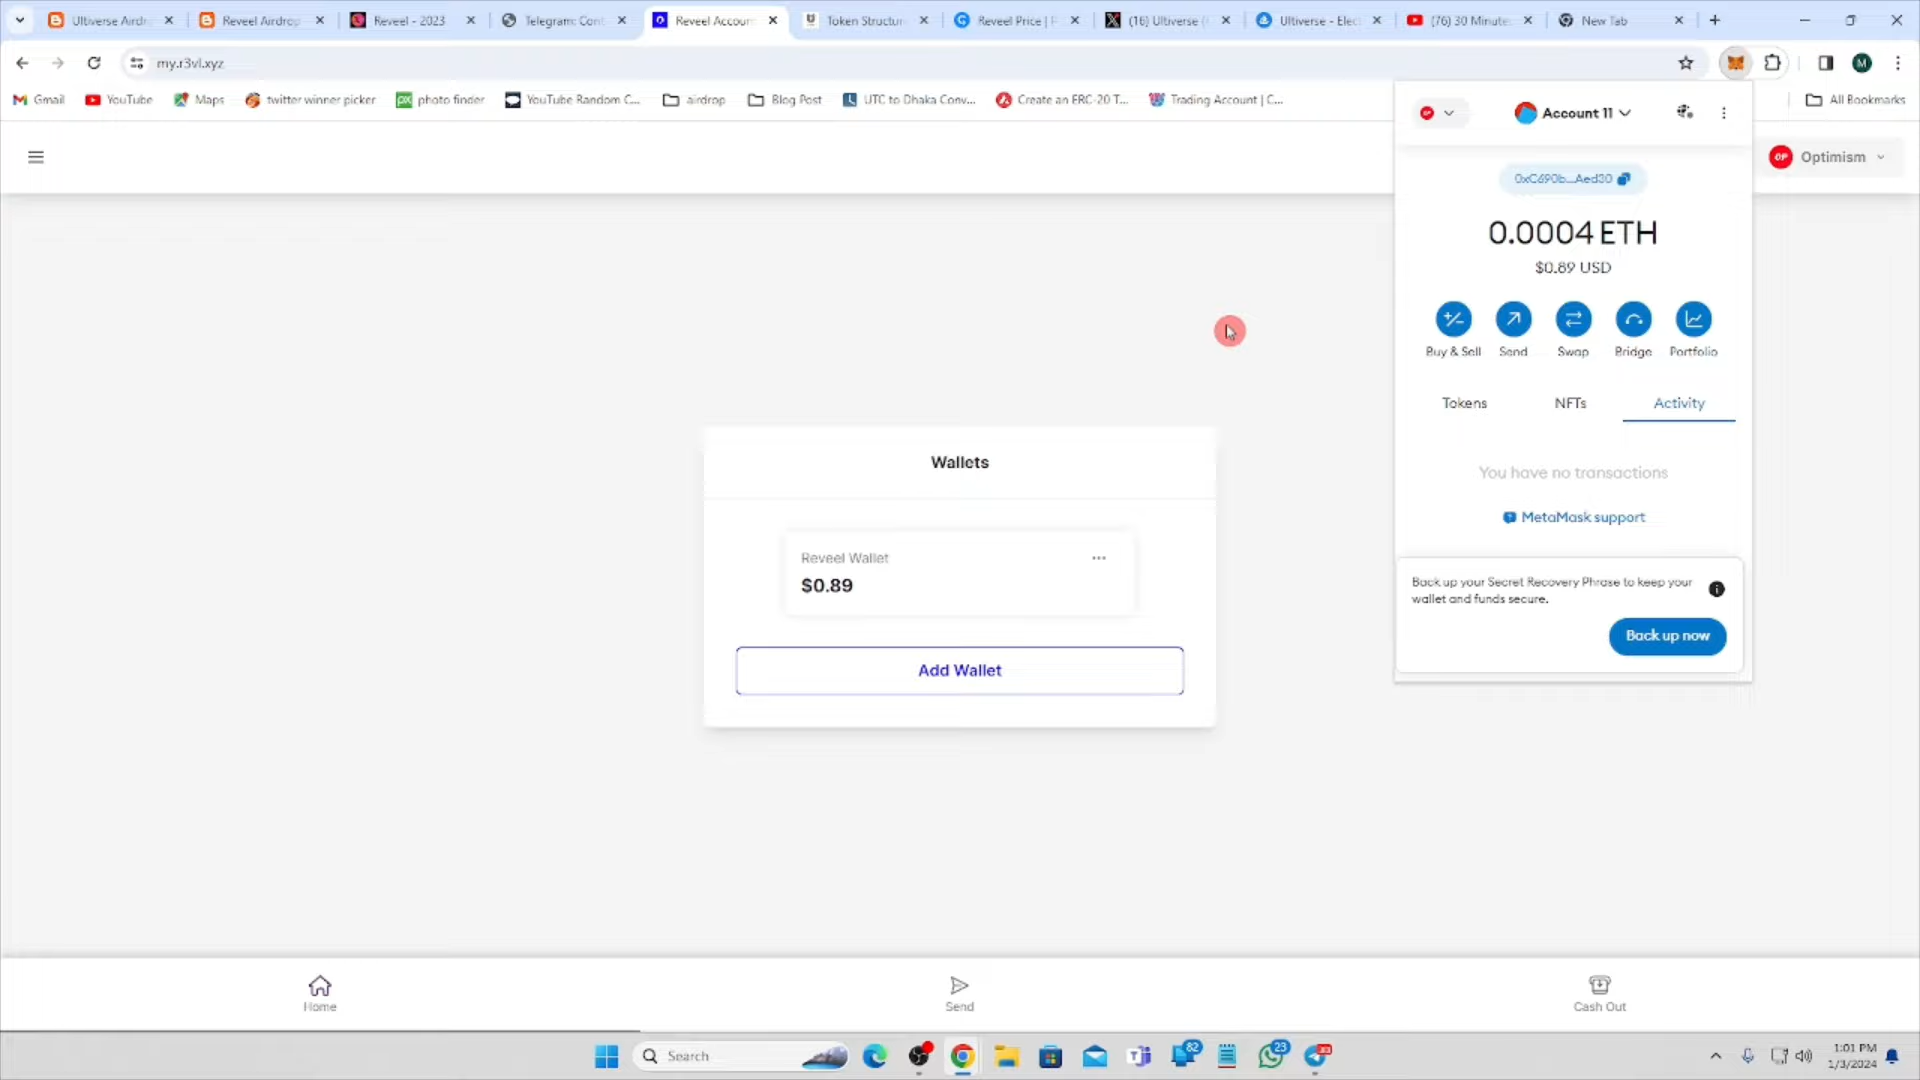 Ultiverse Airdr
Reveel Airdrop
Reveel - 2023
Telegram: Cont
Reveel Accoun
Token Structur
Reveel Price | P
(16) Ultiverse (
Ultiverse - Elec
(76) 30 Minute
New Tab
my.r3vl.xyz
M
Gmail
YouTube
Maps
twitter winner picker
photo finder
YouTube Random C...
airdrop
Blog Post
UTC to Dhaka Conv...
Create an ERC-20 T...
Trading Account | C...
All Bookmarks
Account 11
OP Optimism
0xC690b...Aed30
0.0004 ETH
$0.89 USD
Buy & Sell
Send
Swap
Bridge
Portfolio
Tokens
NFTs
Activity
You have no transactions
MetaMask support
Back up your Secret Recovery Phrase to keep your
wallet and funds secure.
Back up now
Wallets
Reveel Wallet
$0.89
Add Wallet
Home
Send
Cash Out
Search
82
23
1:01 PM
1/3/2024